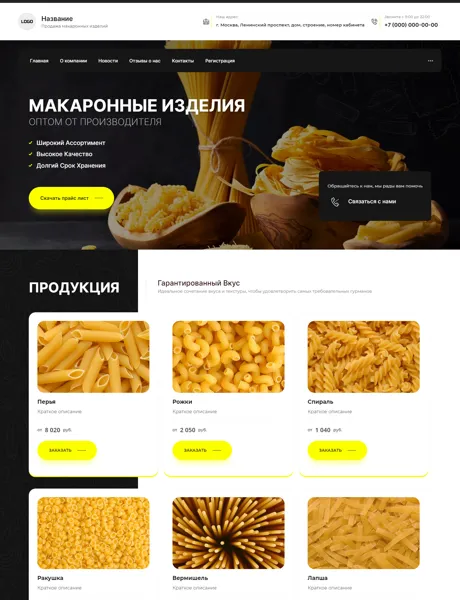 LOGO
Название
Продажа макаронных изделий
Наш адрес:
г. Москва, Ленинский проспект, дом, строение, номер кабинета
Звоните с 9:00 до 22:00
+7 (000) 000-00-00
Главная О компании Новости Отзывы о нас Контакты Регистрация
МАКАРОННЫЕ ИЗДЕЛИЯ
ОПТОМ ОТ ПРОИЗВОДИТЕЛЯ
Широкий Ассортимент
Высокое Качество
Долгий Срок Хранения
Скачать прайс лист
Обращайтесь к нам, мы рады вам помочь
Связаться с нами
ПРОДУКЦИЯ
Гарантированный Вкус
Идеальное сочетание вкуса и текстуры, чтобы удовлетворить самые требовательные гурманов.
Перья Рожки Спираль
Краткое описание Краткое описание Краткое описание
от 8 020 руб. от 2 050 руб. от 1 040 руб.
ЗАКАЗАТЬ ЗАКАЗАТЬ ЗАКАЗАТЬ
Ракушка Вермишель Лапша
Краткое описание Краткое описание Краткое описание